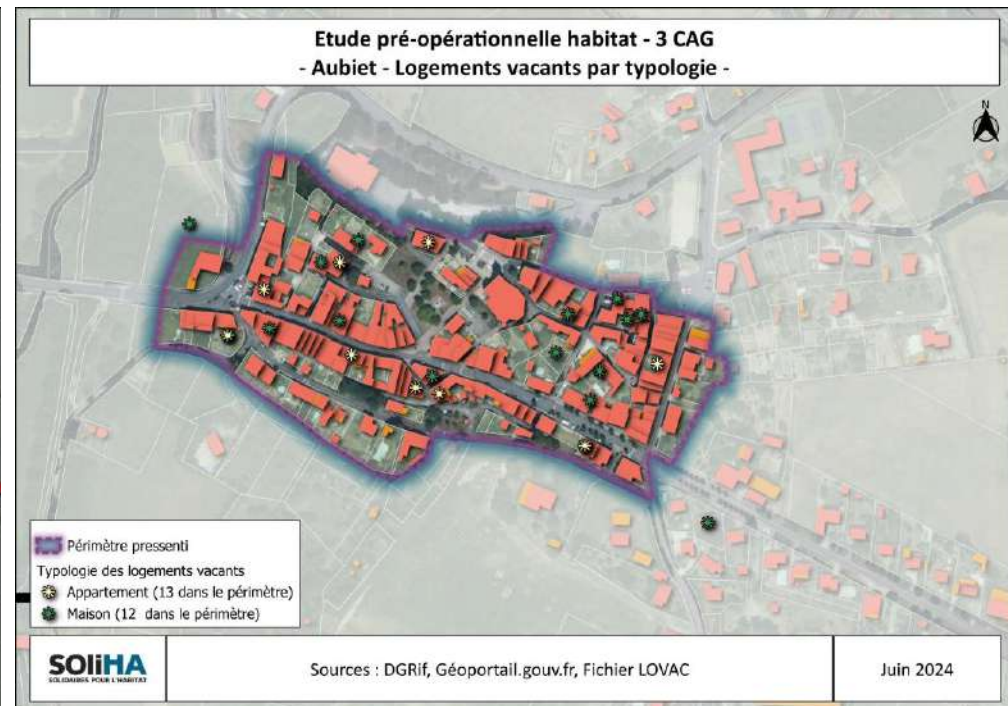 Etude pré-opérationnelle habitat - 3 CAG
- Aubiet - Logements vacants par typologie -
N
Périmètre pressenti
Typologie des logements vacants
Appartement (13 dans le périmètre)
Maison (12 dans le périmètre)
SOLiHA
SOLIDAIRES POUR L'HABITAT
Sources : DGRif, Géoportail.gouv.fr, Fichier LOVAC
Juin 2024